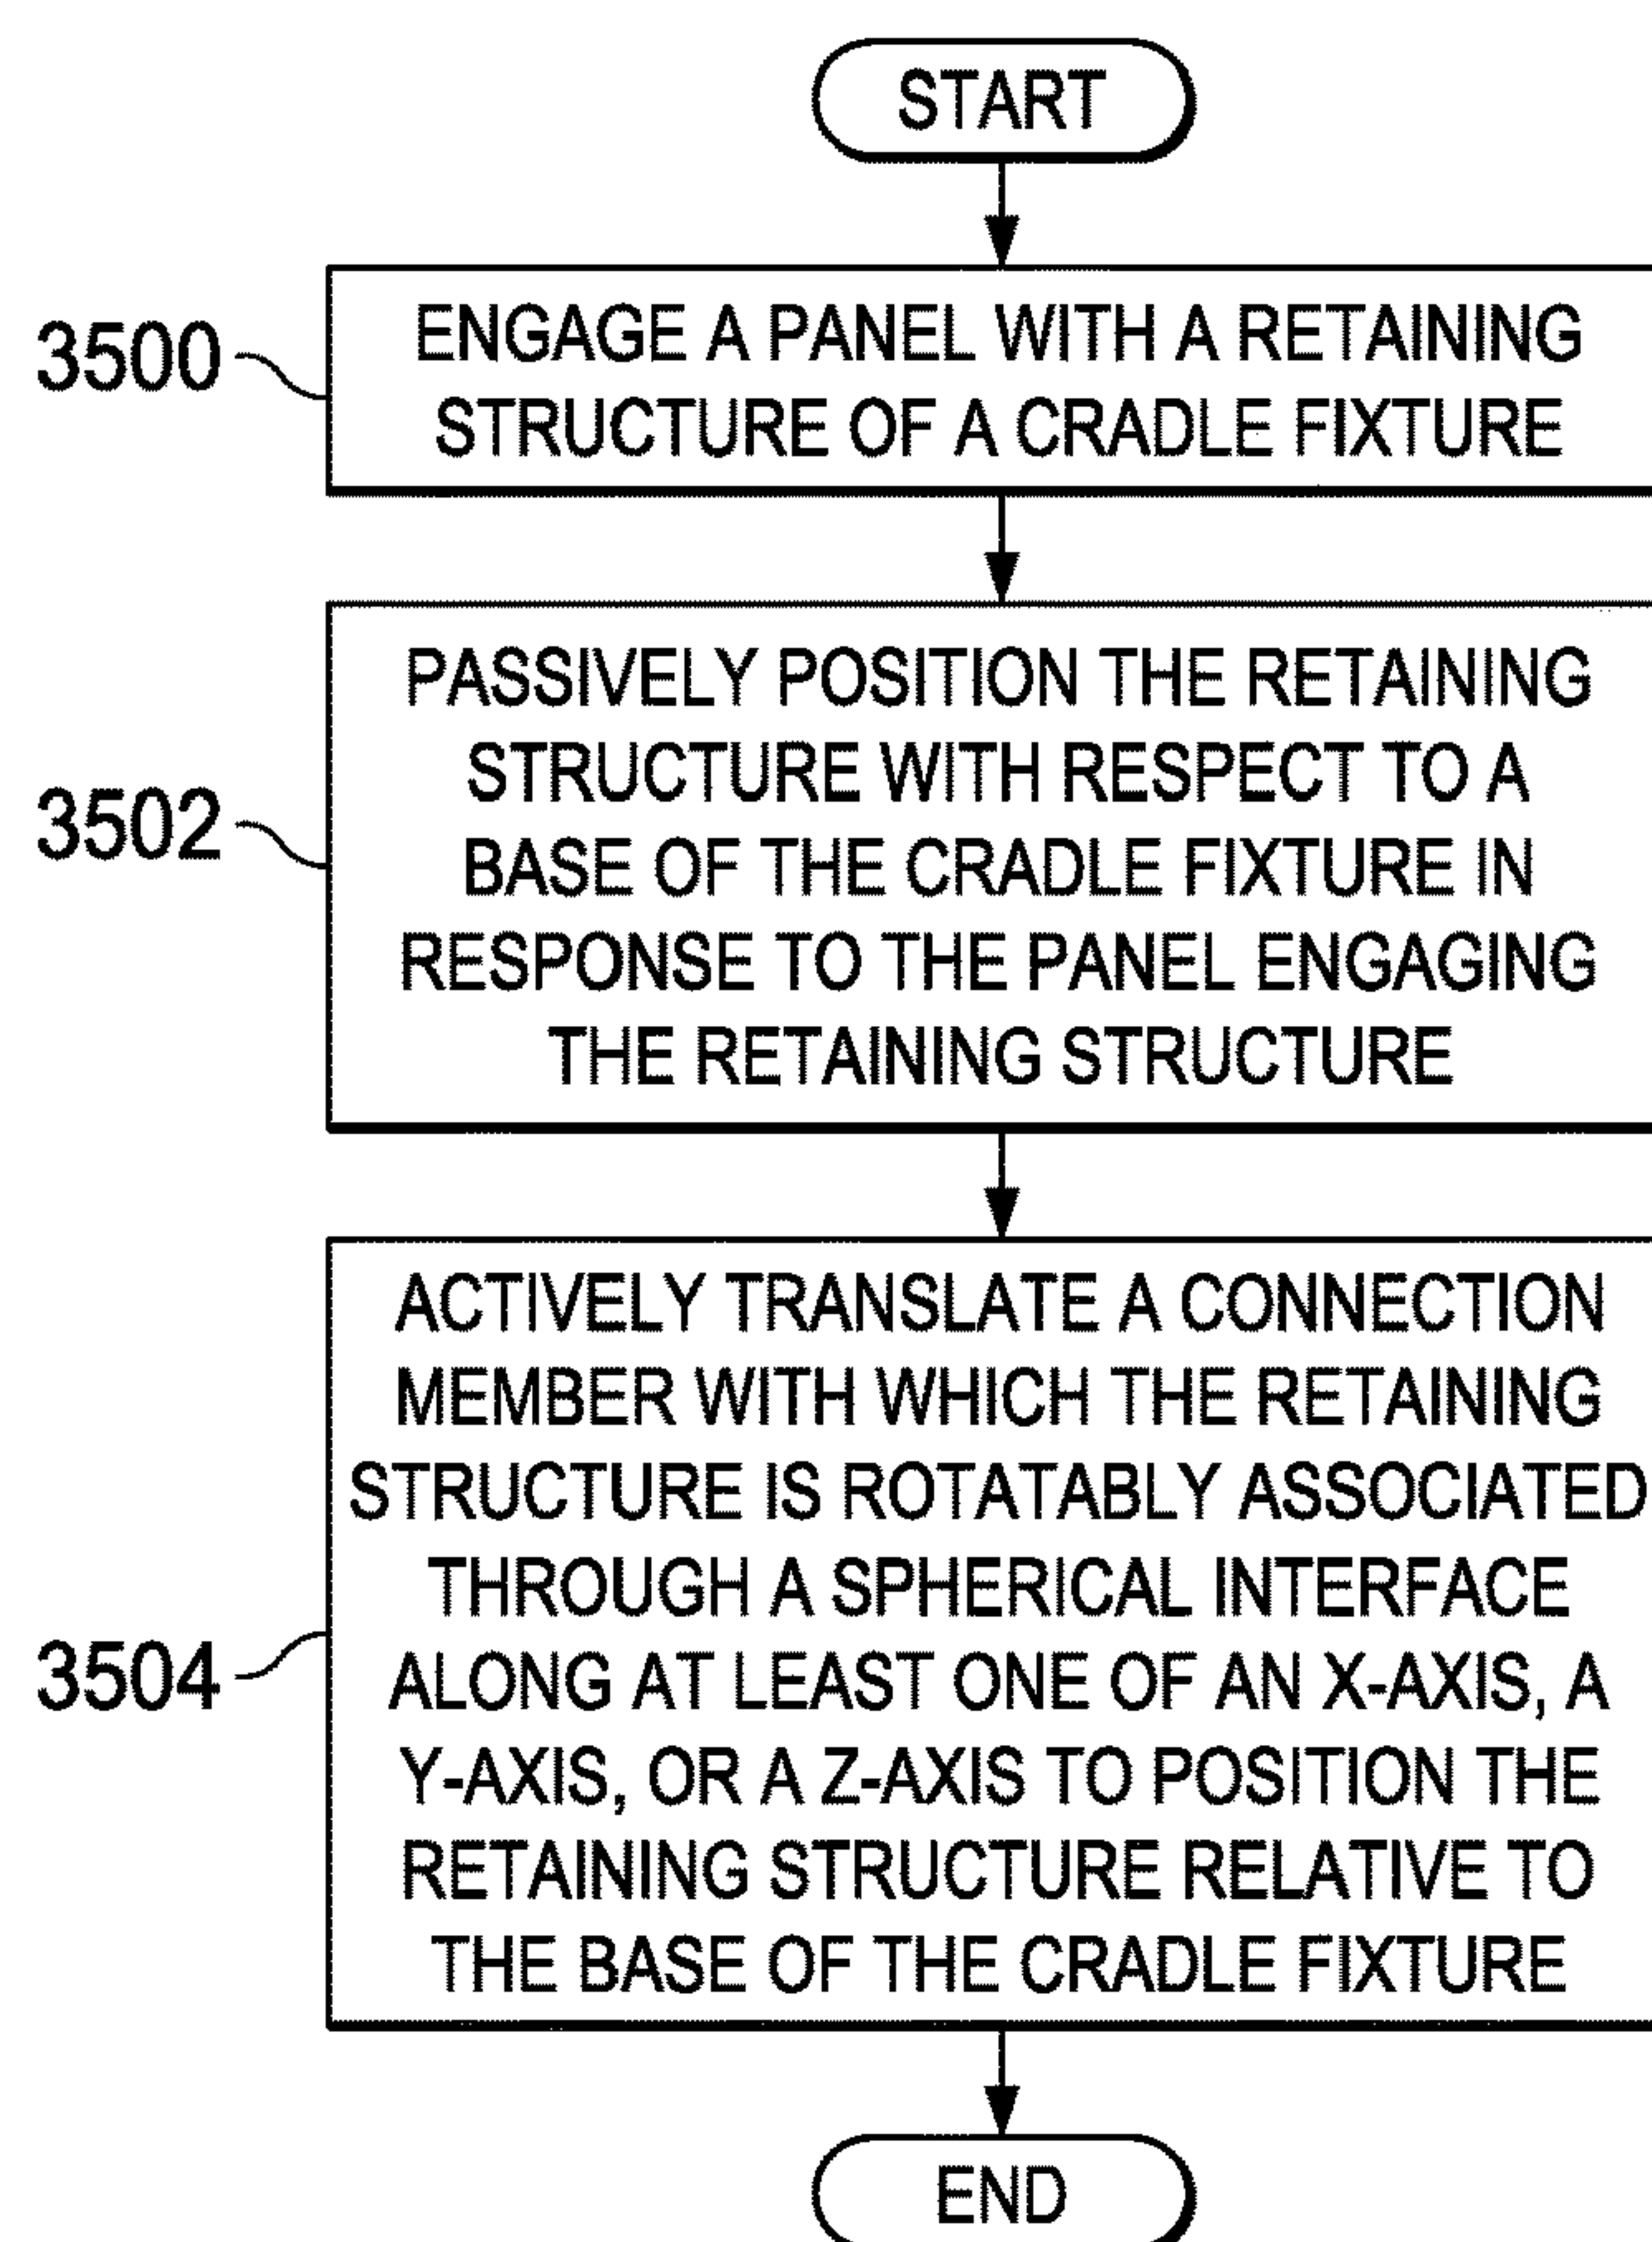 START
3500
ENGAGE A PANEL WITH A RETAINING
STRUCTURE OF A CRADLE FIXTURE
3502
PASSIVELY POSITION THE RETAINING
STRUCTURE WITH RESPECT TO A
BASE OF THE CRADLE FIXTURE IN
RESPONSE TO THE PANEL ENGAGING
THE RETAINING STRUCTURE
3504
ACTIVELY TRANSLATE A CONNECTION
MEMBER WITH WHICH THE RETAINING
STRUCTURE IS ROTATABLY ASSOCIATED
THROUGH A SPHERICAL INTERFACE
ALONG AT LEAST ONE OF AN X-AXIS, A
Y-AXIS, OR A Z-AXIS TO POSITION THE
RETAINING STRUCTURE RELATIVE TO
THE BASE OF THE CRADLE FIXTURE
END